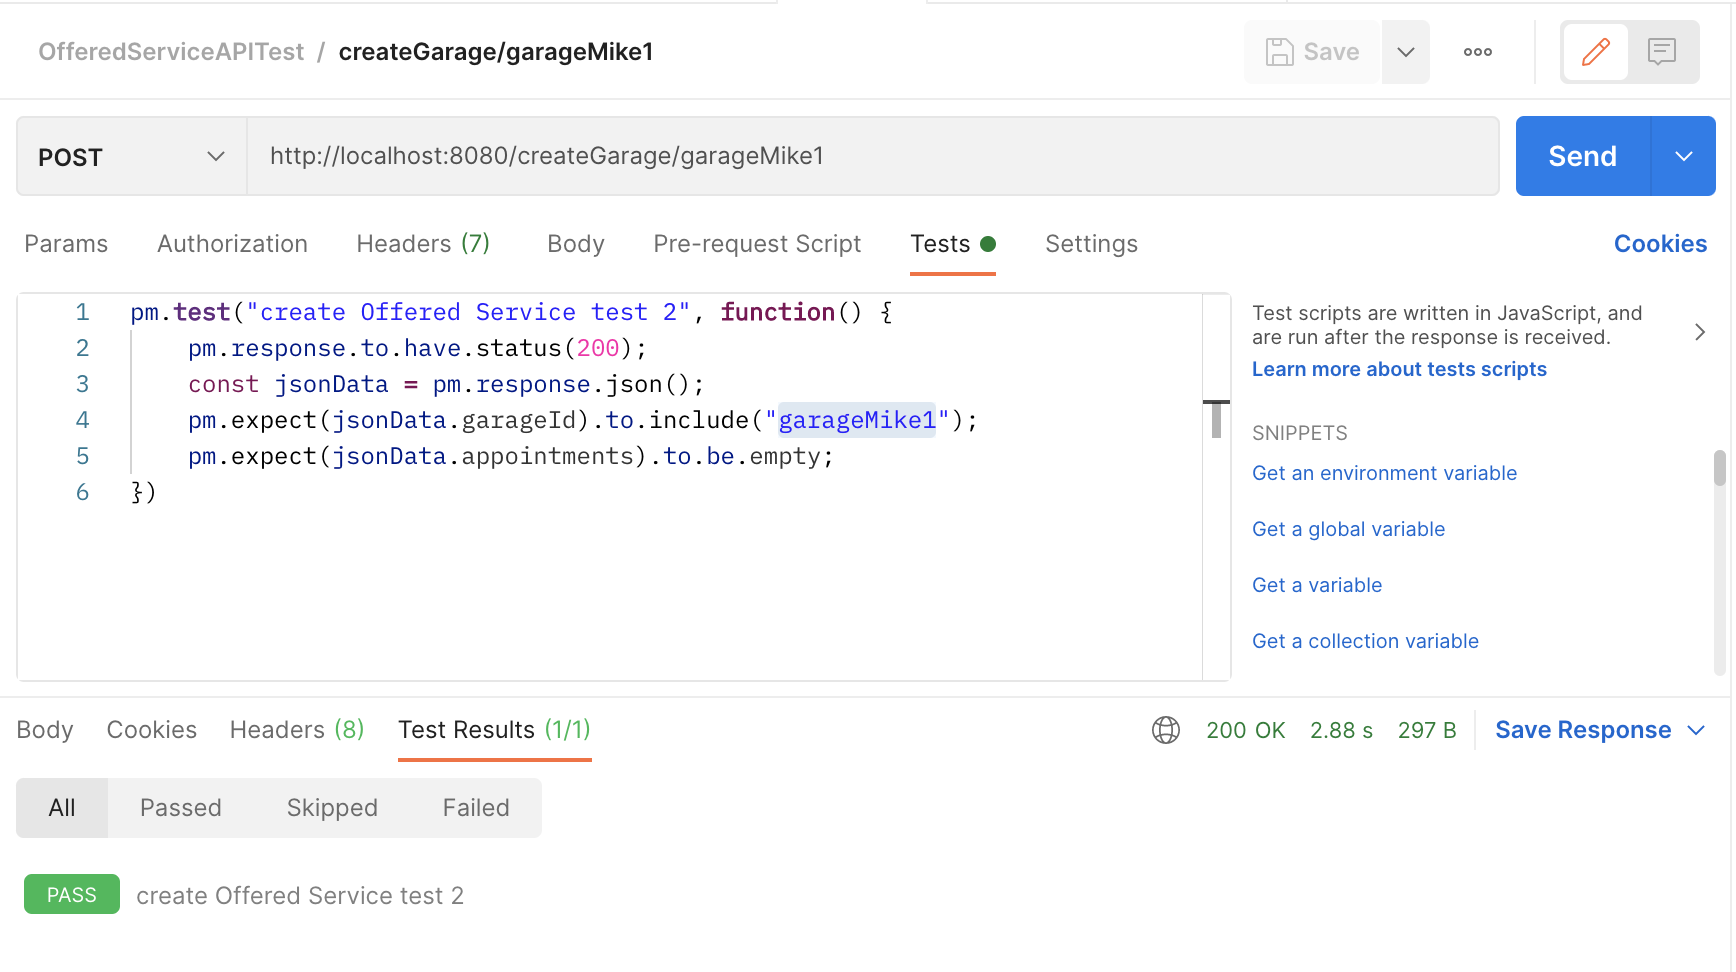 OfferedServiceAPITest / createGarage/garageMike1
Save
POST
http://localhost:8080/createGarage/garageMike1
Send
Params Authorization Headers (7) Body Pre-request Script Tests Settings Cookies
1 pm.test("create Offered Service test 2", function() {
2 pm.response.to.have.status(200);
3 const jsonData = pm.response.json();
4 pm.expect(jsonData.garageId).to.include("garageMike1");
5 pm.expect(jsonData.appointments).to.be.empty;
6 })
Test scripts are written in JavaScript, and
are run after the response is received.
Learn more about tests scripts
SNIPPETS
Get an environment variable
Get a global variable
Get a variable
Get a collection variable
Body Cookies Headers (8) Test Results (1/1) 200 OK 2.88 s 297 B Save Response
All Passed Skipped Failed
PASS create Offered Service test 2